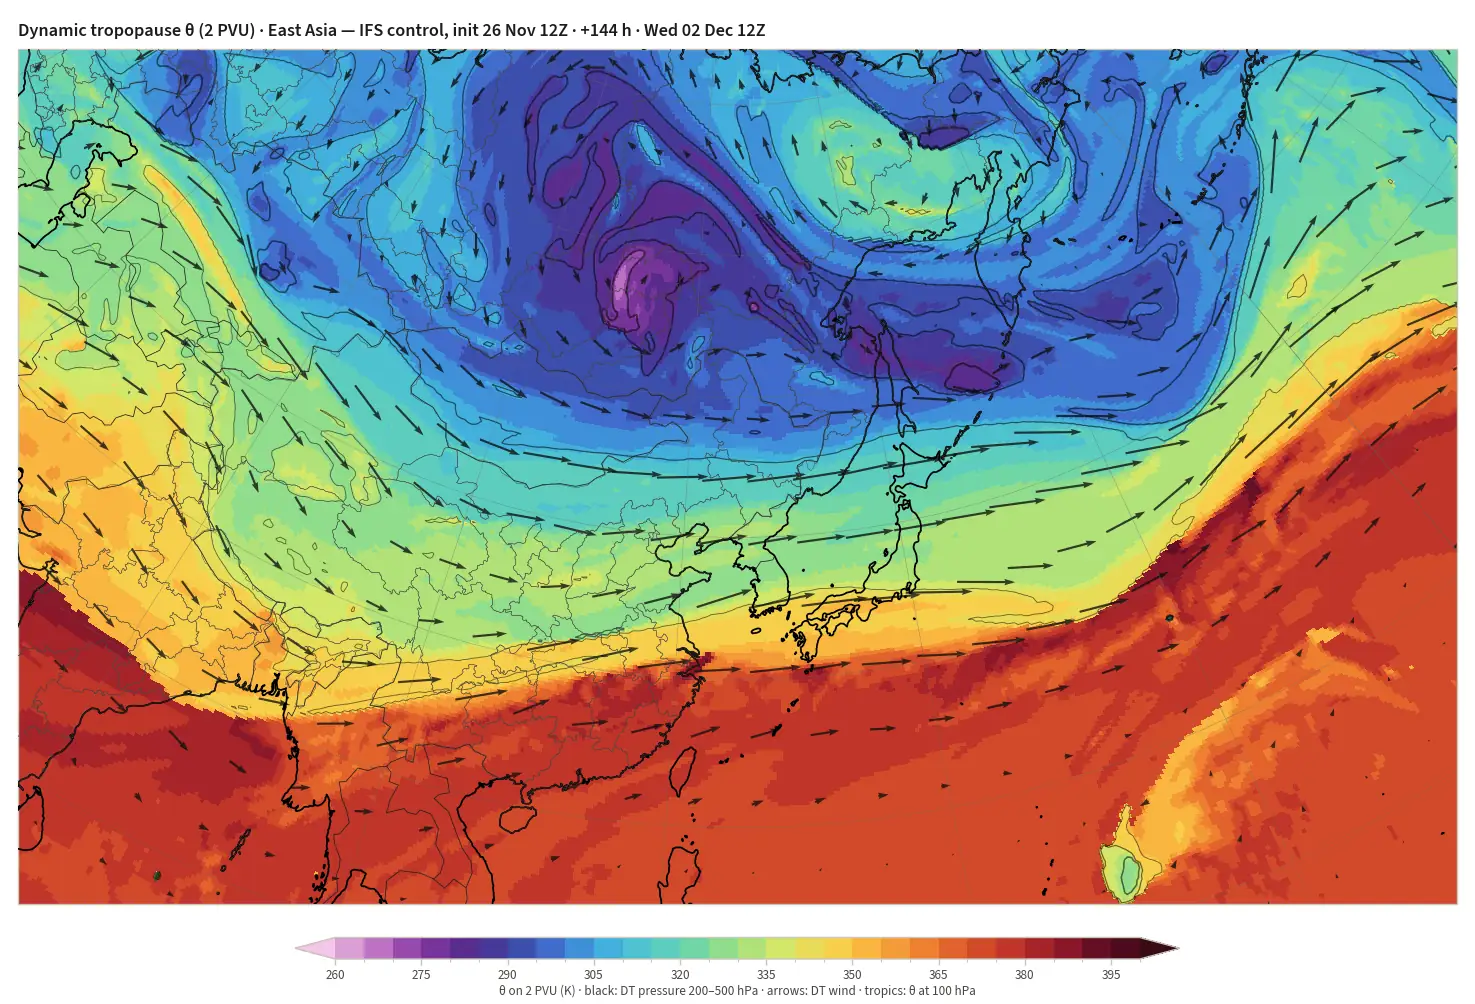 Dynamic tropopause θ (2 PVU) · East Asia — IFS control, init 26 Nov 12Z · +144 h · Wed 02 Dec 12Z
260 275 290 305 320 335 350 365 380 395
θ on 2 PVU (K) · black: DT pressure 200–500 hPa · arrows: DT wind · tropics: θ at 100 hPa